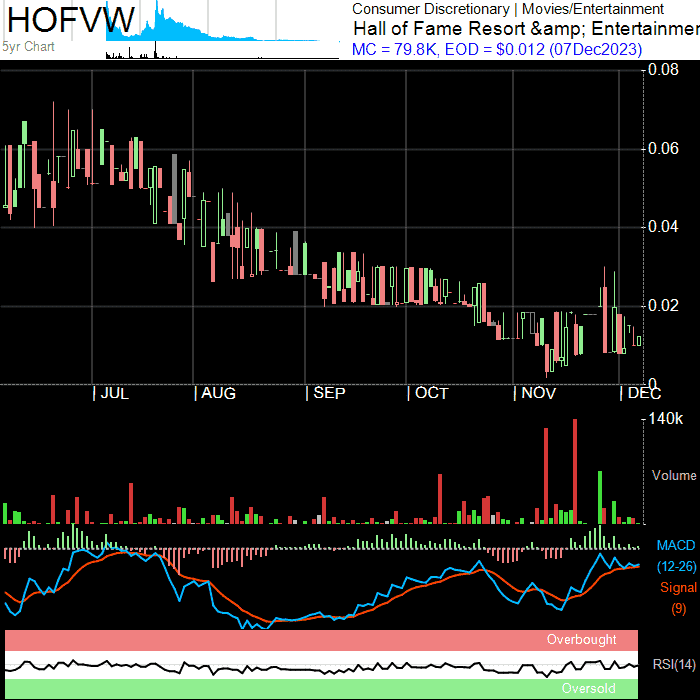 HOFVW
5yr Chart
Consumer Discretionary | Movies/Entertainment
Hall of Fame Resort &amp; Entertainmen
MC = 79.8K, EOD = $0.012 (07Dec2023)
0.08
0.06
0.04
0.02
0
JUL AUG SEP OCT NOV DEC
140k
Volume
MACD
(12-26)
Signal
(9)
Overbought
RSI(14)
Oversold